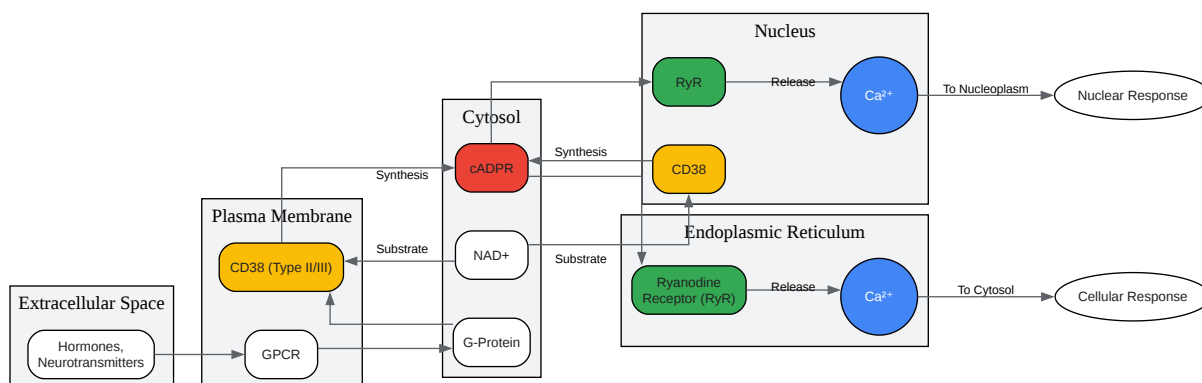 Nucleus
RyR
Release
Ca²⁺
To Nucleoplasm
Nuclear Response
Cytosol
cADPR
Synthesis
CD38
Synthesis
Plasma Membrane
CD38 (Type II/III)
Substrate
NAD+
Substrate
Endoplasmic Reticulum
Ryanodine
Receptor (RyR)
Release
Ca²⁺
To Cytosol
Cellular Response
Extracellular Space
Hormones,
Neurotransmitters
GPCR
G-Protein